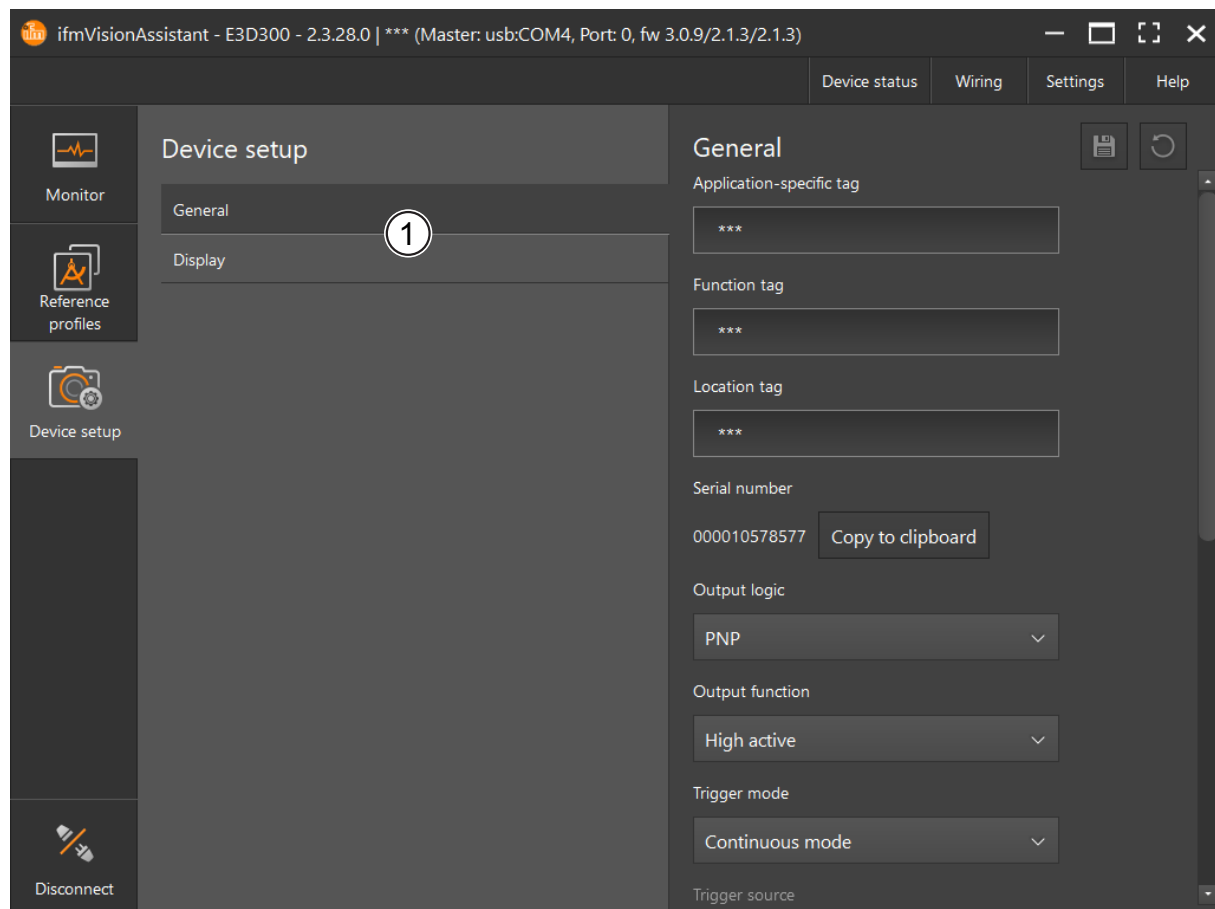 ifm ifmVisionAssistant - E3D300 - 2.3.28.0 | *** (Master: usb:COM4, Port: 0, fw 3.0.9/2.1.3/2.1.3)
Device status Wiring Settings Help
Monitor
Reference
profiles
Device setup
Disconnect
Device setup
General
1
Display
General
Application-specific tag
***
Function tag
***
Location tag
***
Serial number
000010578577 Copy to clipboard
Output logic
PNP
Output function
High active
Trigger mode
Continuous mode
Trigger source